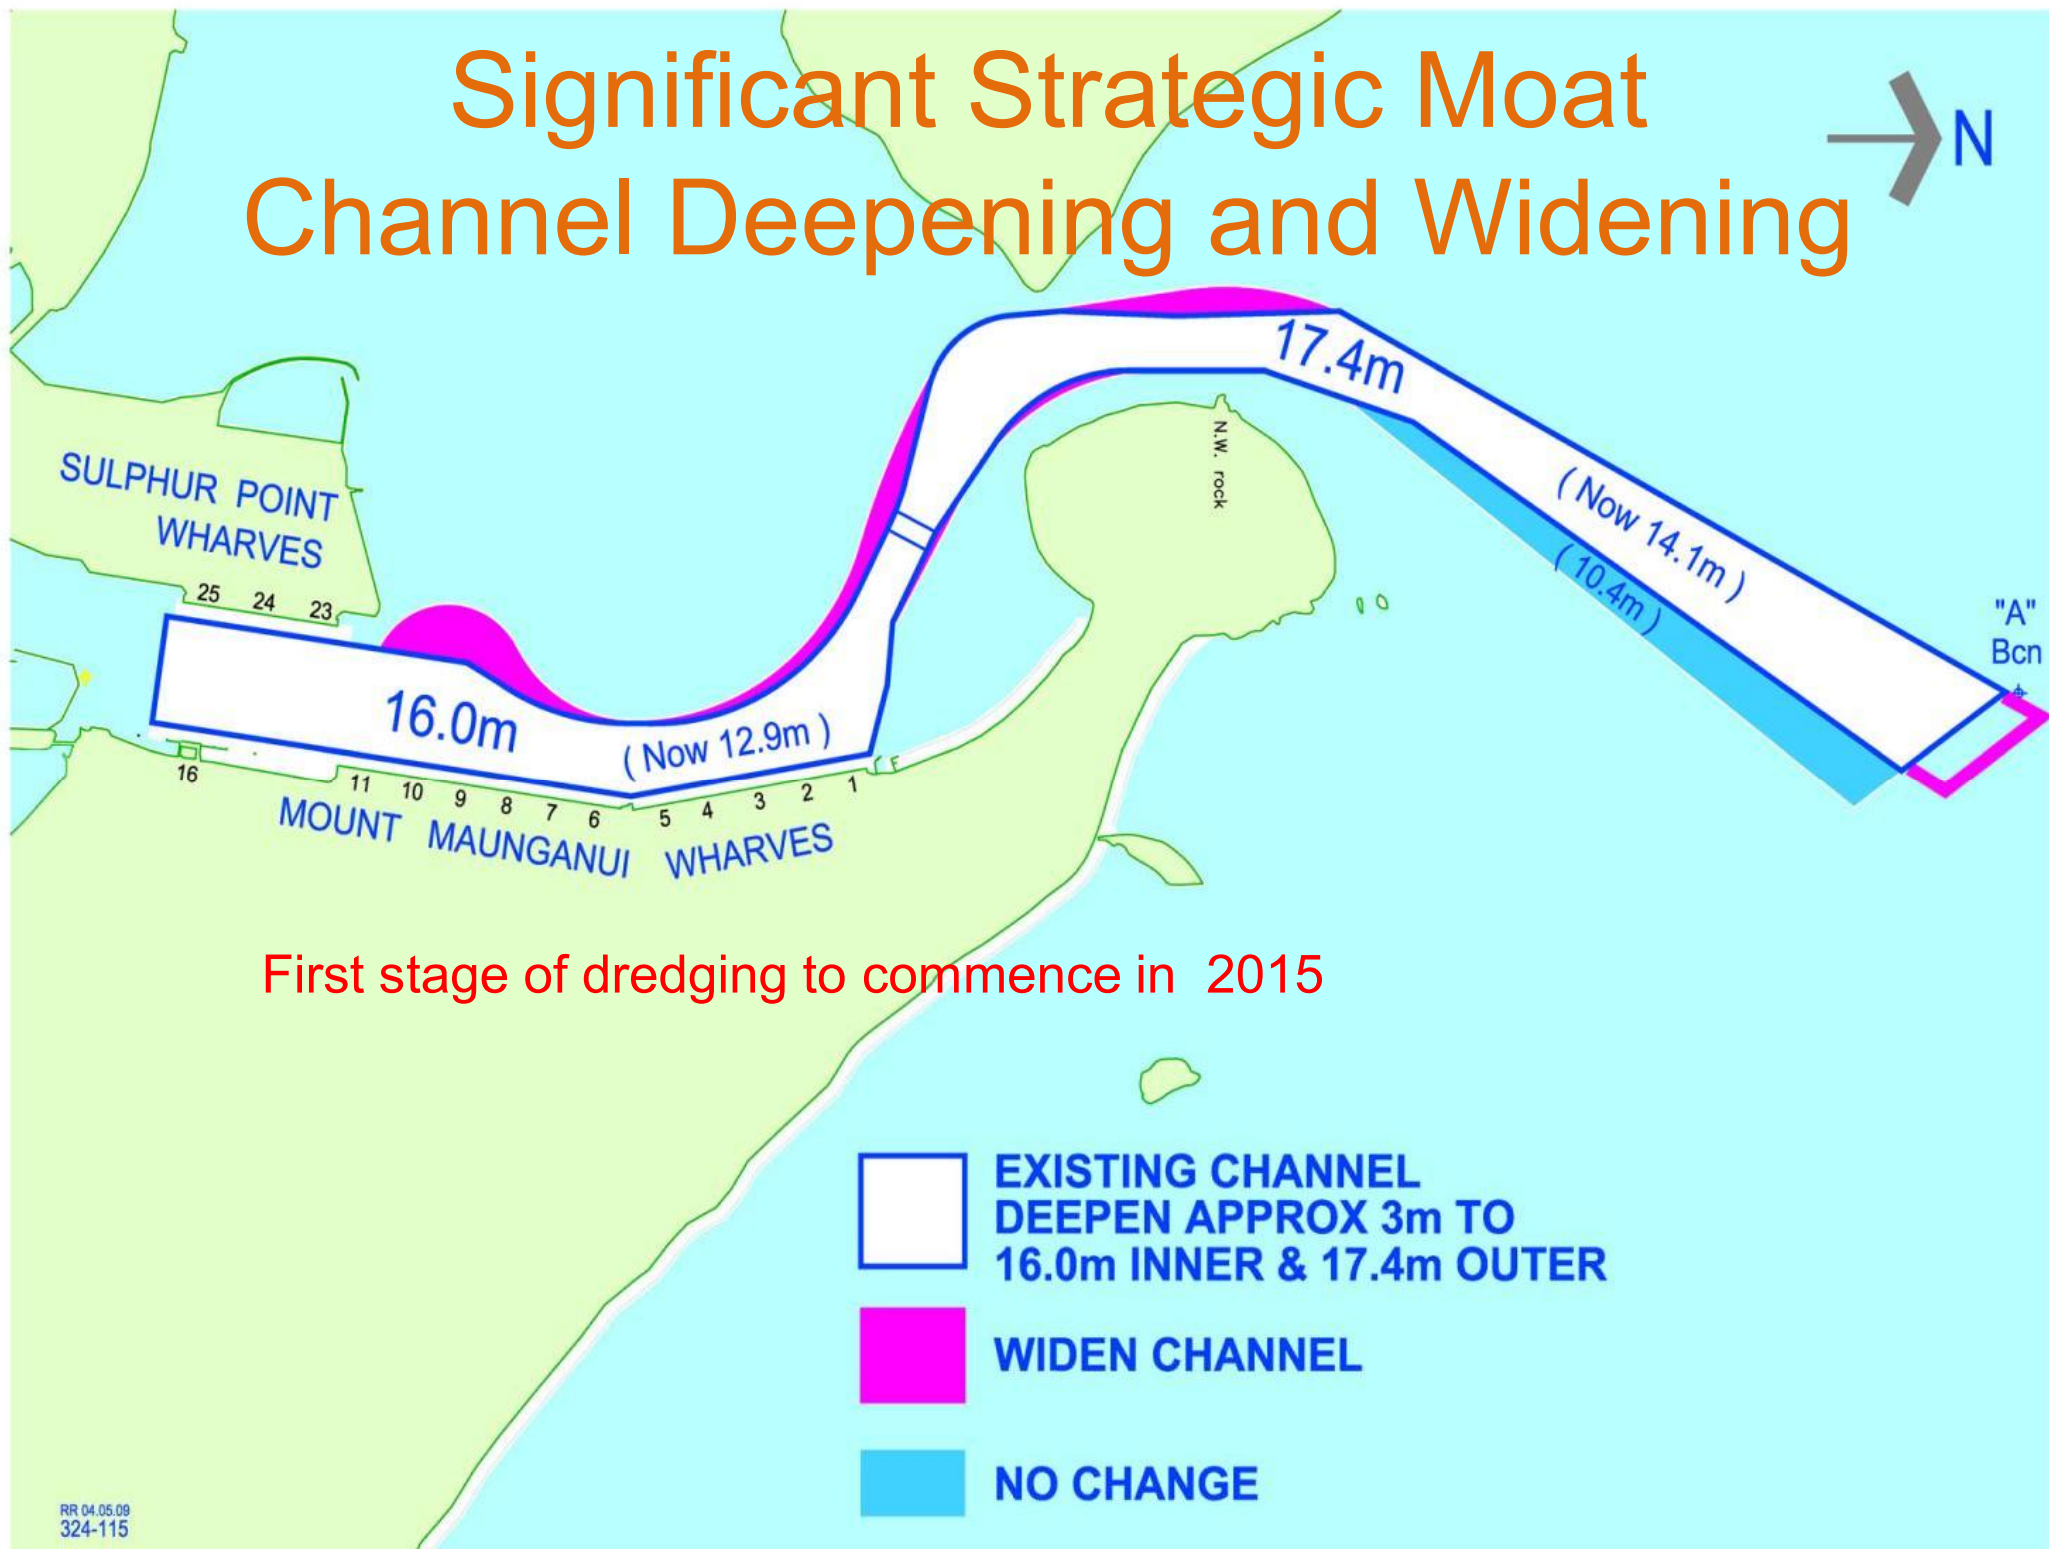 Significant Strategic Moat
Channel Deepening and Widening
N
17.4m
N.W. rock
( Now 14.1m )
( 10.4m )
"A"
Bcn
SULPHUR POINT
WHARVES
25 24 23
16.0m
( Now 12.9m )
16 11 10 9 8 7 6 5 4 3 2 1
MOUNT MAUNGANUI WHARVES
First stage of dredging to commence in 2015
EXISTING CHANNEL
DEEPEN APPROX 3m TO
16.0m INNER & 17.4m OUTER
WIDEN CHANNEL
NO CHANGE
RR 04.05.09
324-115